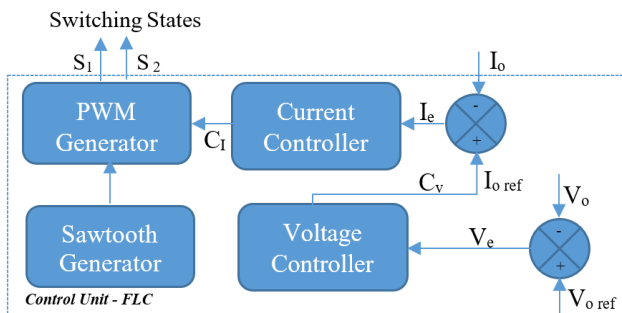 Switching States
S1 S2
Io
PWM Generator
Current Controller
-
+
CI
Ie
Cv
Io ref
Vo
Sawtooth Generator
Voltage Controller
Ve
-
+
Control Unit - FLC
Vo ref